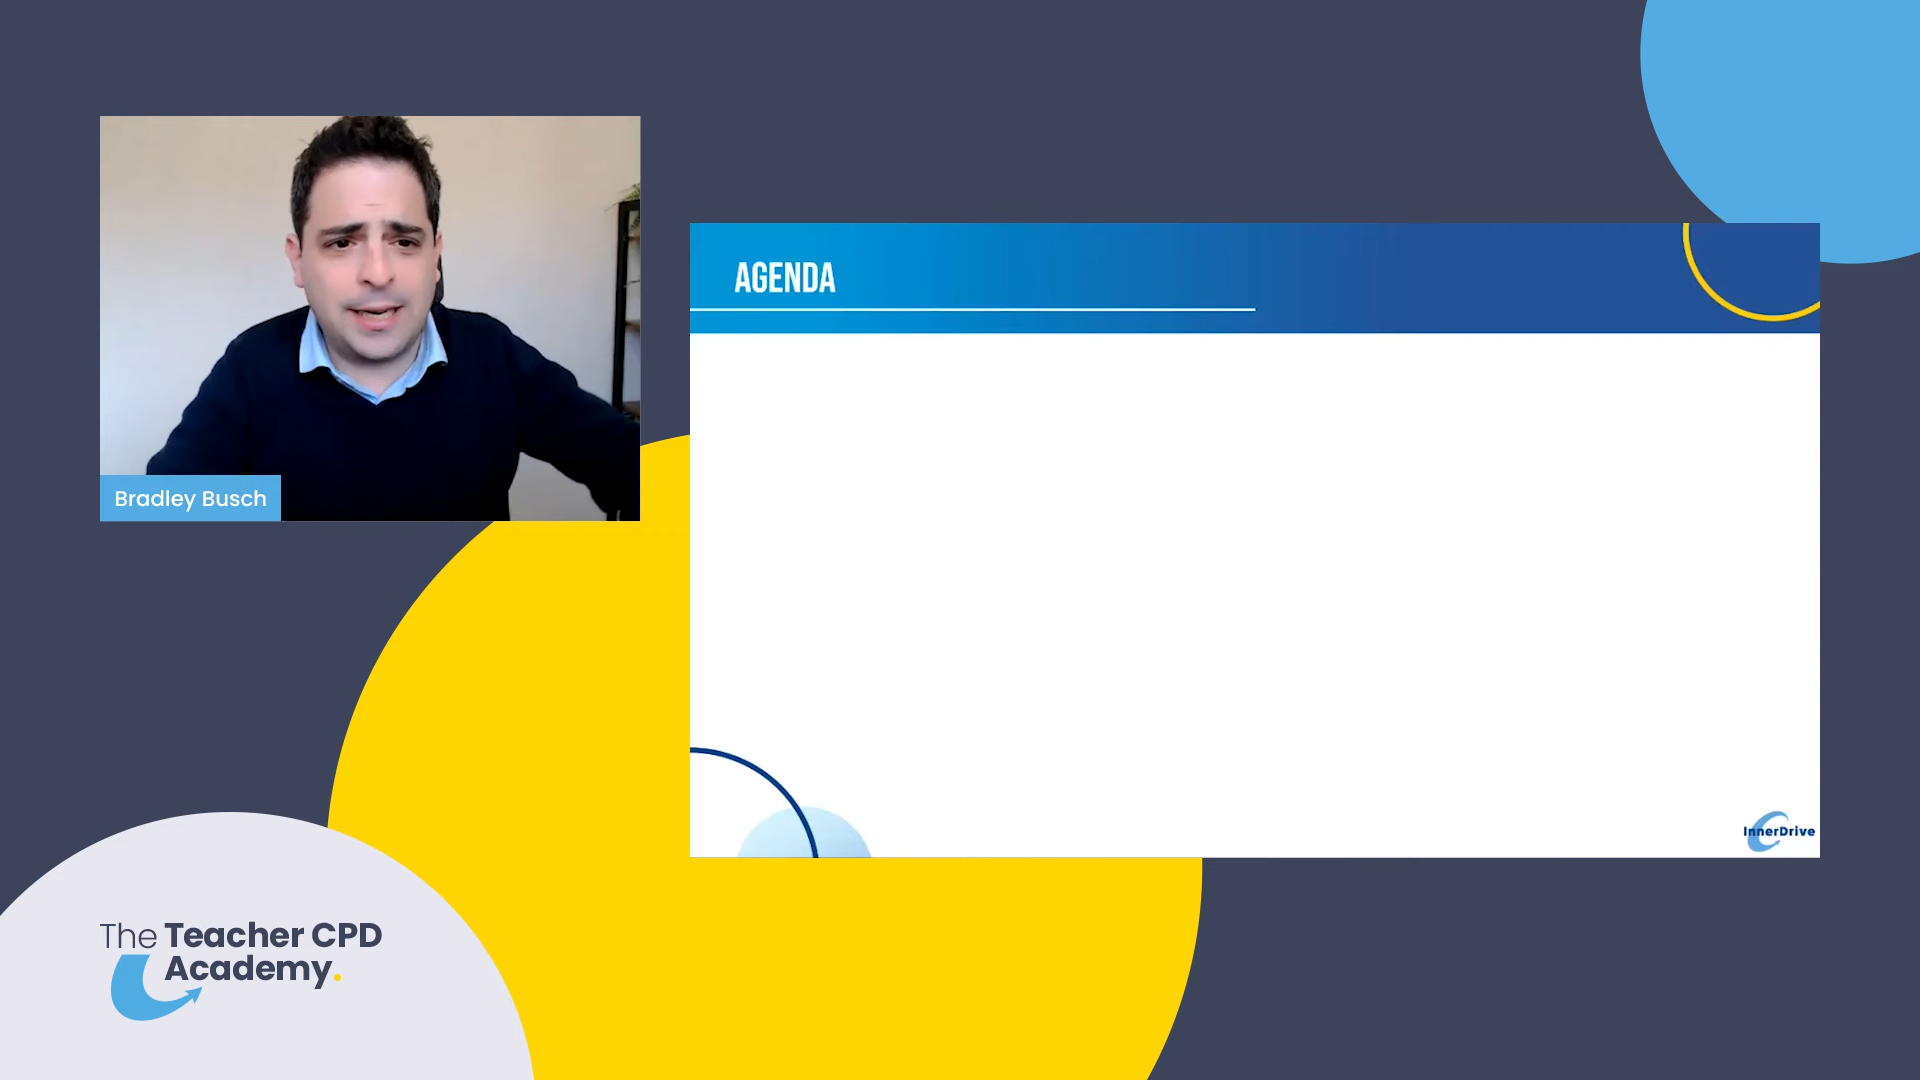 Bradley Busch
AGENDA
InnerDrive
The Teacher CPD
Academy.